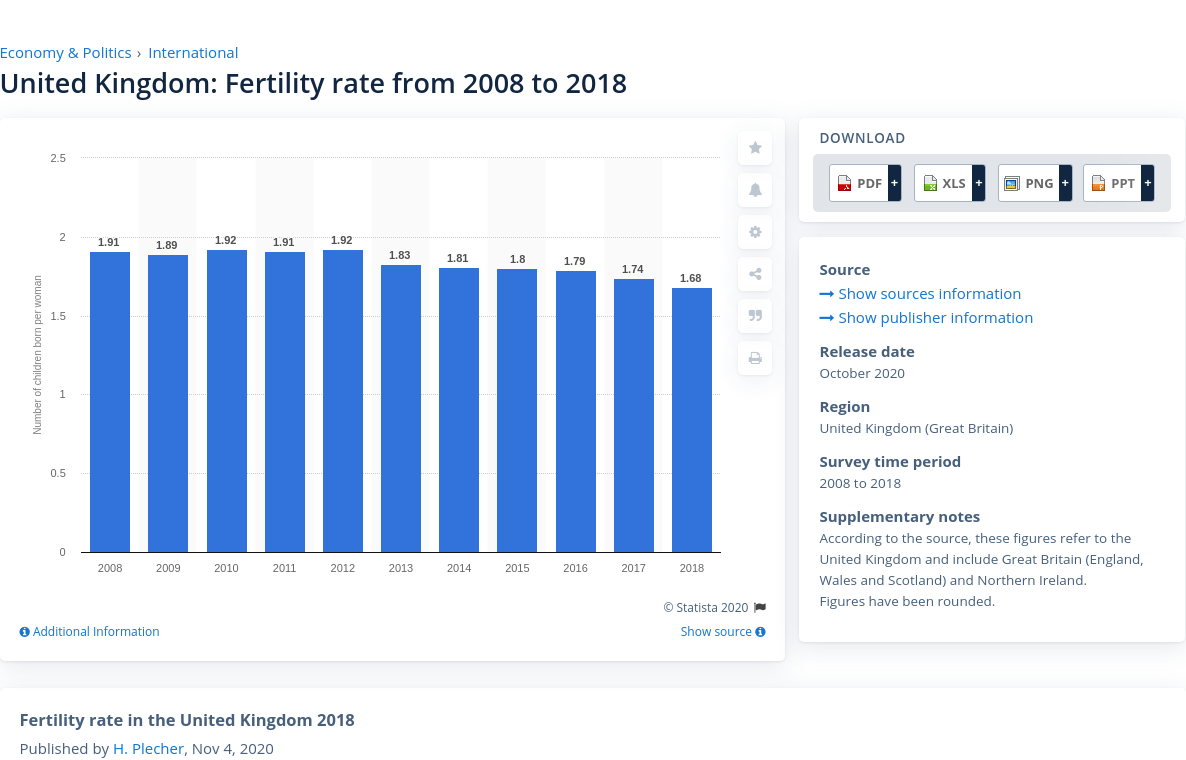 Economy & Politics › International
United Kingdom: Fertility rate from 2008 to 2018
Number of children born per woman
2.5
2
1.5
1
0.5
0
1.91
1.89
1.92
1.91
1.92
1.83
1.81
1.8
1.79
1.74
1.68
2008 2009 2010 2011 2012 2013 2014 2015 2016 2017 2018
© Statista 2020
Additional Information
Show source
DOWNLOAD
PDF + XLS + PNG + PPT +
Source
Show sources information
Show publisher information
Release date
October 2020
Region
United Kingdom (Great Britain)
Survey time period
2008 to 2018
Supplementary notes
According to the source, these figures refer to the
United Kingdom and include Great Britain (England,
Wales and Scotland) and Northern Ireland.
Figures have been rounded.
Fertility rate in the United Kingdom 2018
Published by H. Plecher, Nov 4, 2020